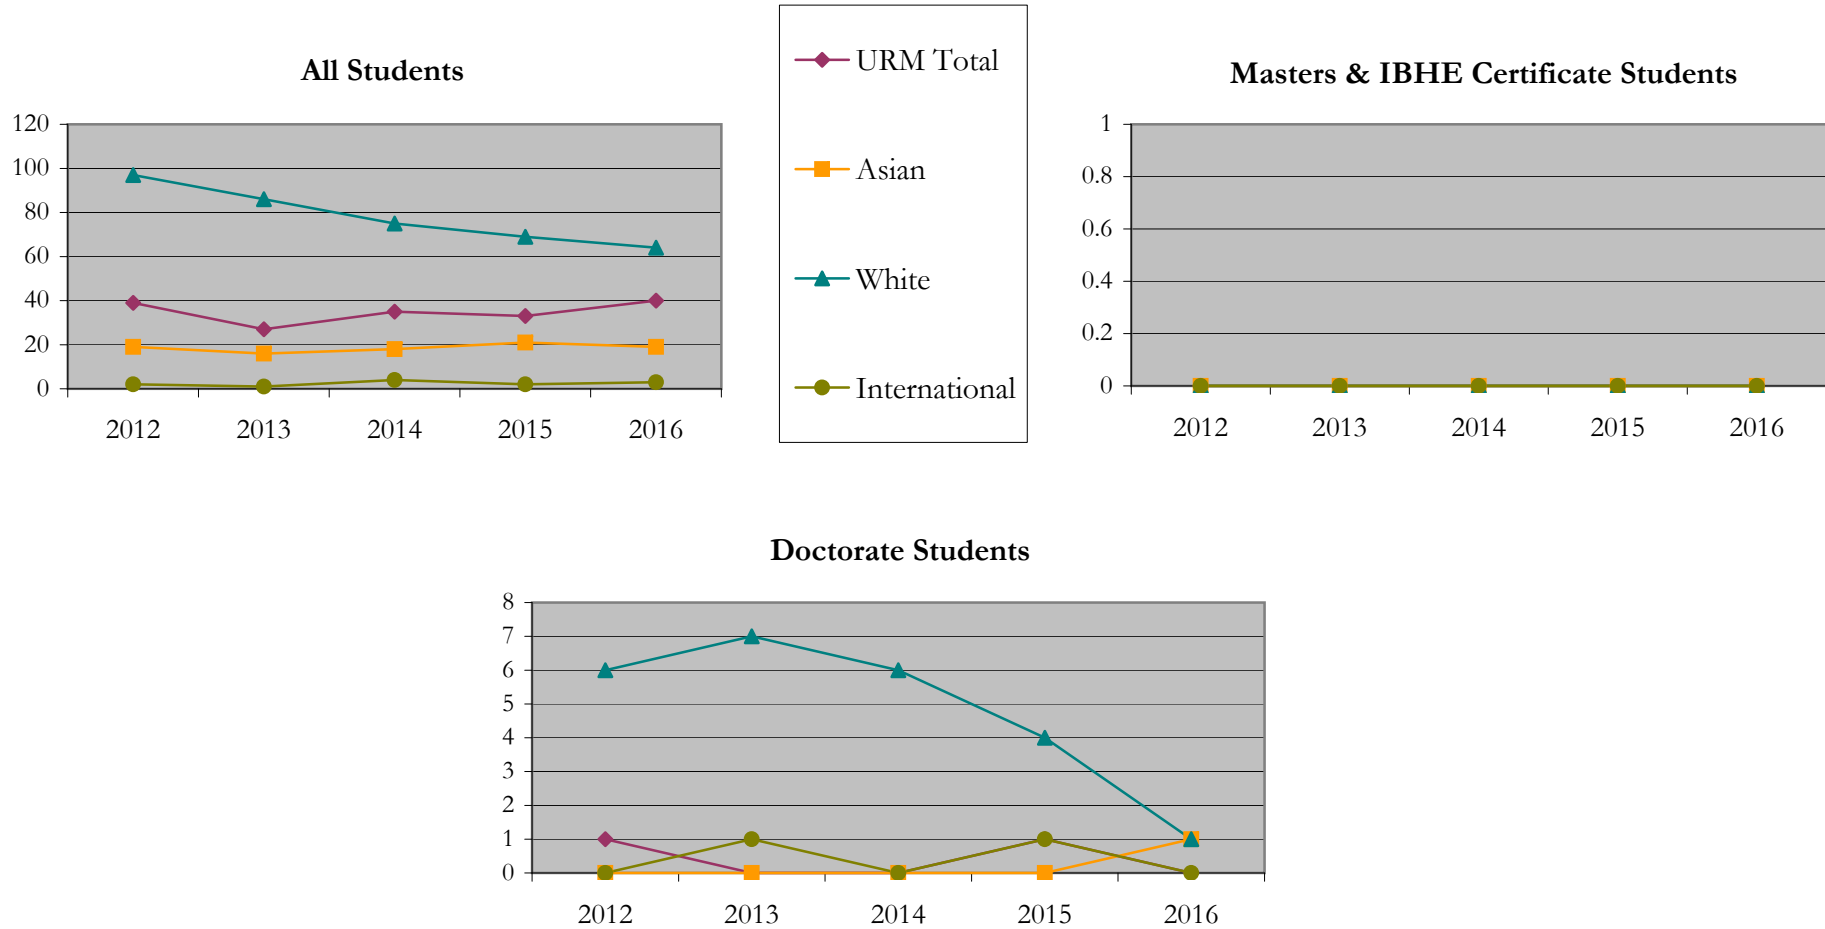 All Students
120
100
80
60
40
20
0
2012 2013 2014 2015 2016
URM Total
Asian
White
International
Masters & IBHE Certificate Students
1
0.8
0.6
0.4
0.2
0
2012 2013 2014 2015 2016
Doctorate Students
8
7
6
5
4
3
2
1
0
2012 2013 2014 2015 2016